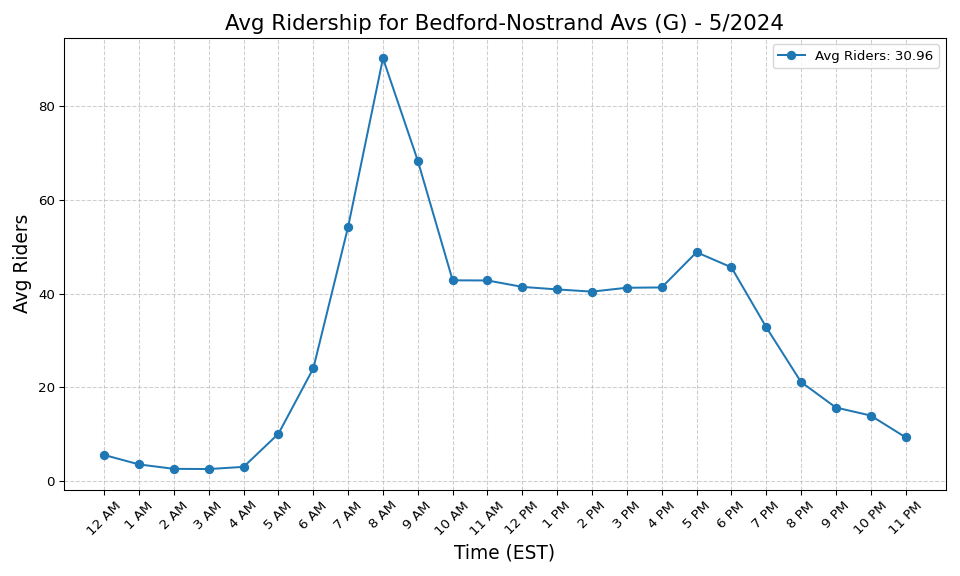 Avg Ridership for Bedford-Nostrand Avs (G) - 5/2024
Avg Riders: 30.96
Avg Riders
80
60
40
20
0
12 AM
1 AM
2 AM
3 AM
4 AM
5 AM
6 AM
7 AM
8 AM
9 AM
10 AM
11 AM
12 PM
1 PM
2 PM
3 PM
4 PM
5 PM
6 PM
7 PM
8 PM
9 PM
10 PM
11 PM
Time (EST)